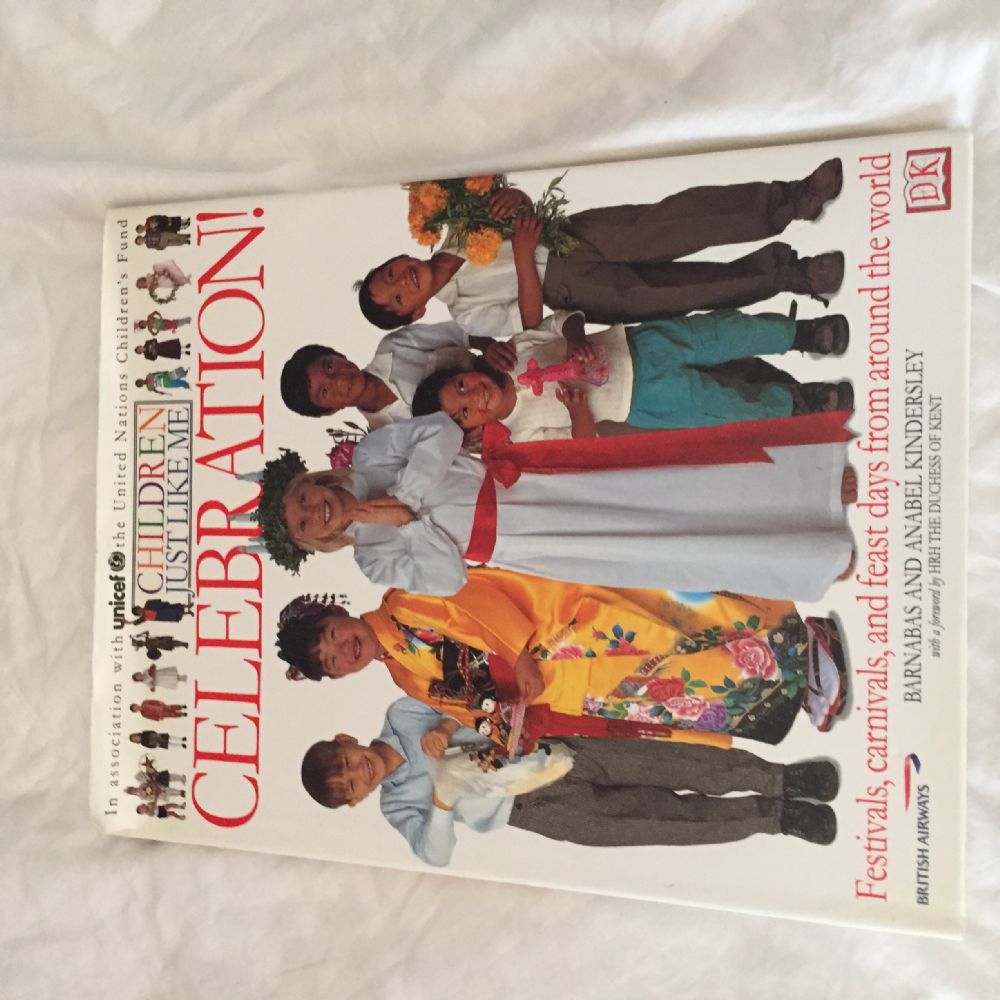 In association with unicef the United Nations Children's Fund
CHILDREN
JUST LIKE ME
CELEBRATION!
Festivals, carnivals, and feast days from around the world
BARNABAS AND ANABEL KINDERSLEY
with a foreword by HRH THE DUCHESS OF KENT
BRITISH AIRWAYS
DK